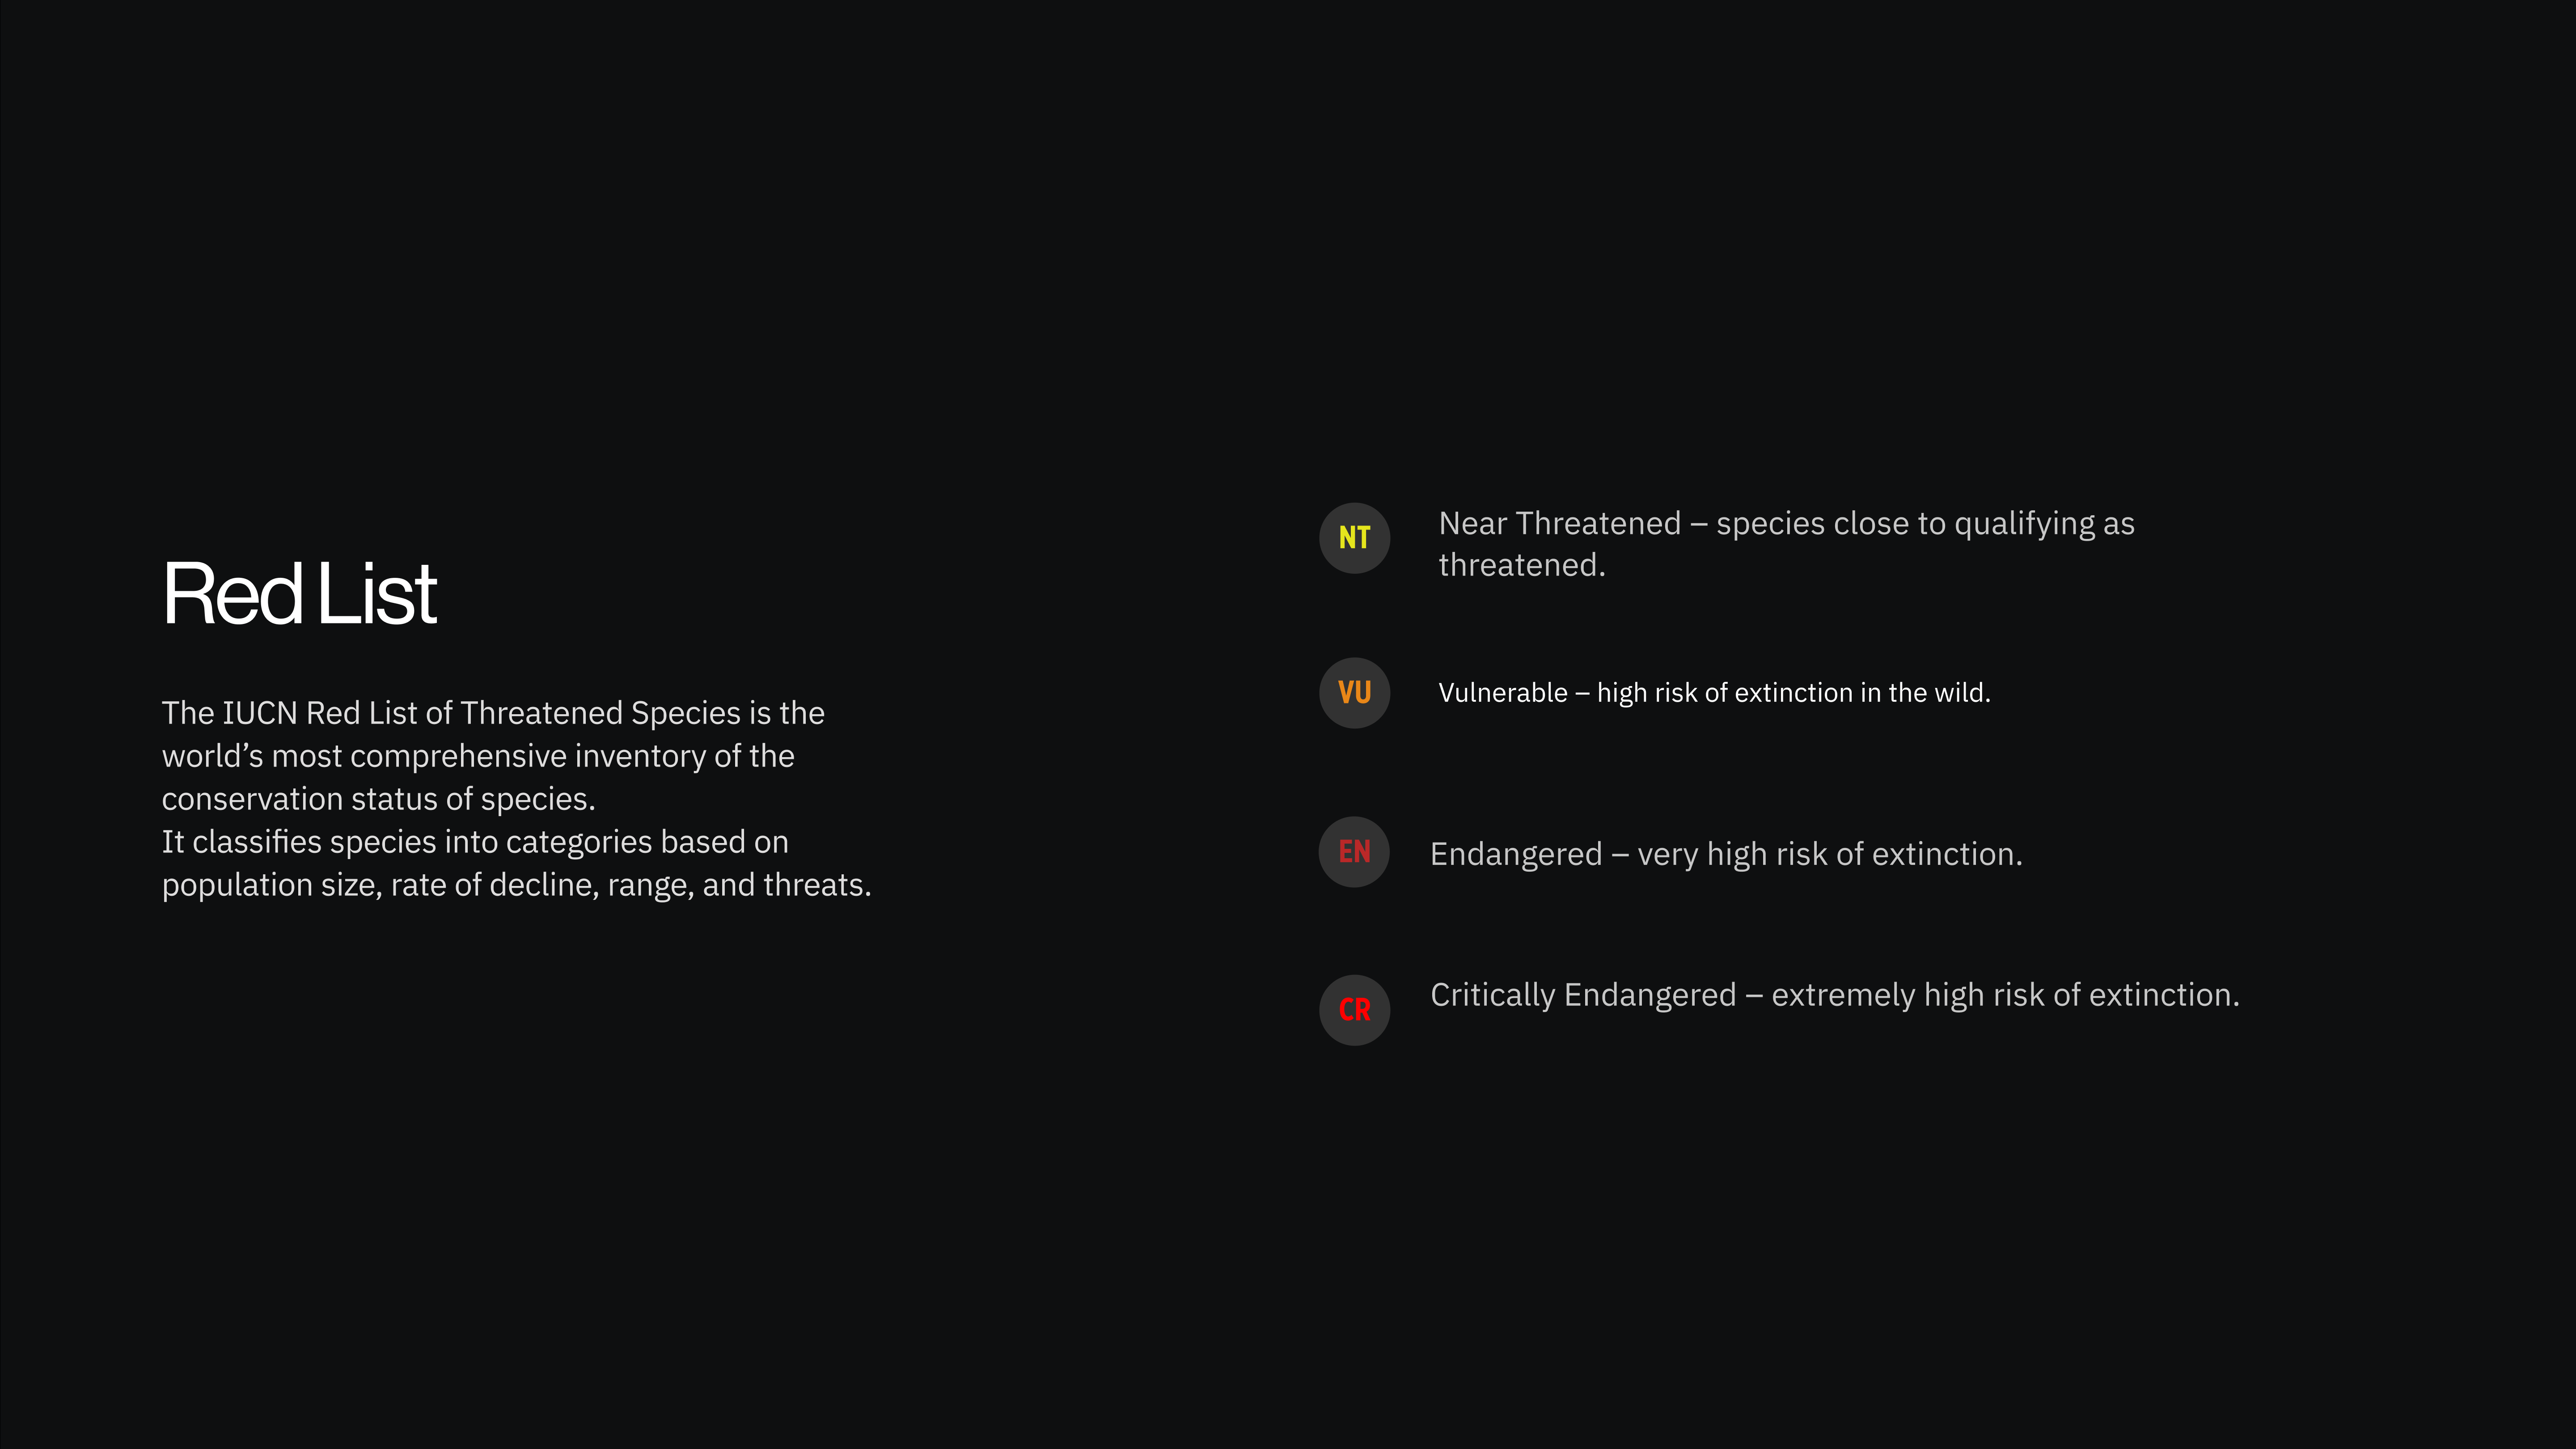 Red List
The IUCN Red List of Threatened Species is the
world’s most comprehensive inventory of the
conservation status of species.
It classifies species into categories based on
population size, rate of decline, range, and threats.
NT
Near Threatened – species close to qualifying as
threatened.
VU
Vulnerable – high risk of extinction in the wild.
EN
Endangered – very high risk of extinction.
CR
Critically Endangered – extremely high risk of extinction.